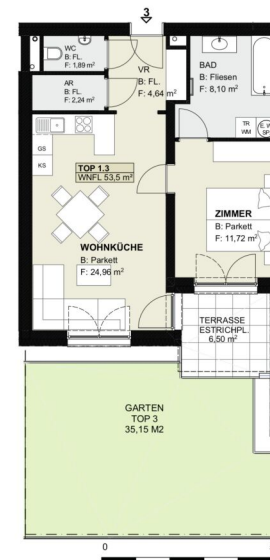 3
WC
B: FL.
F: 1,89 m²
VR
B: FL.
F: 4,64 m²
BAD
B: Fliesen
F: 8,10 m²
AR
B: FL.
F: 2,24 m²
TR
WM
GS
KS
TOP 1.3
WNFL 53,5 m²
ZIMMER
B: Parkett
F: 11,72 m²
WOHNKÜCHE
B: Parkett
F: 24,96 m²
TERRASSE
ESTRICHPL.
6,50 m²
GARTEN
TOP 3
35,15 M2
0